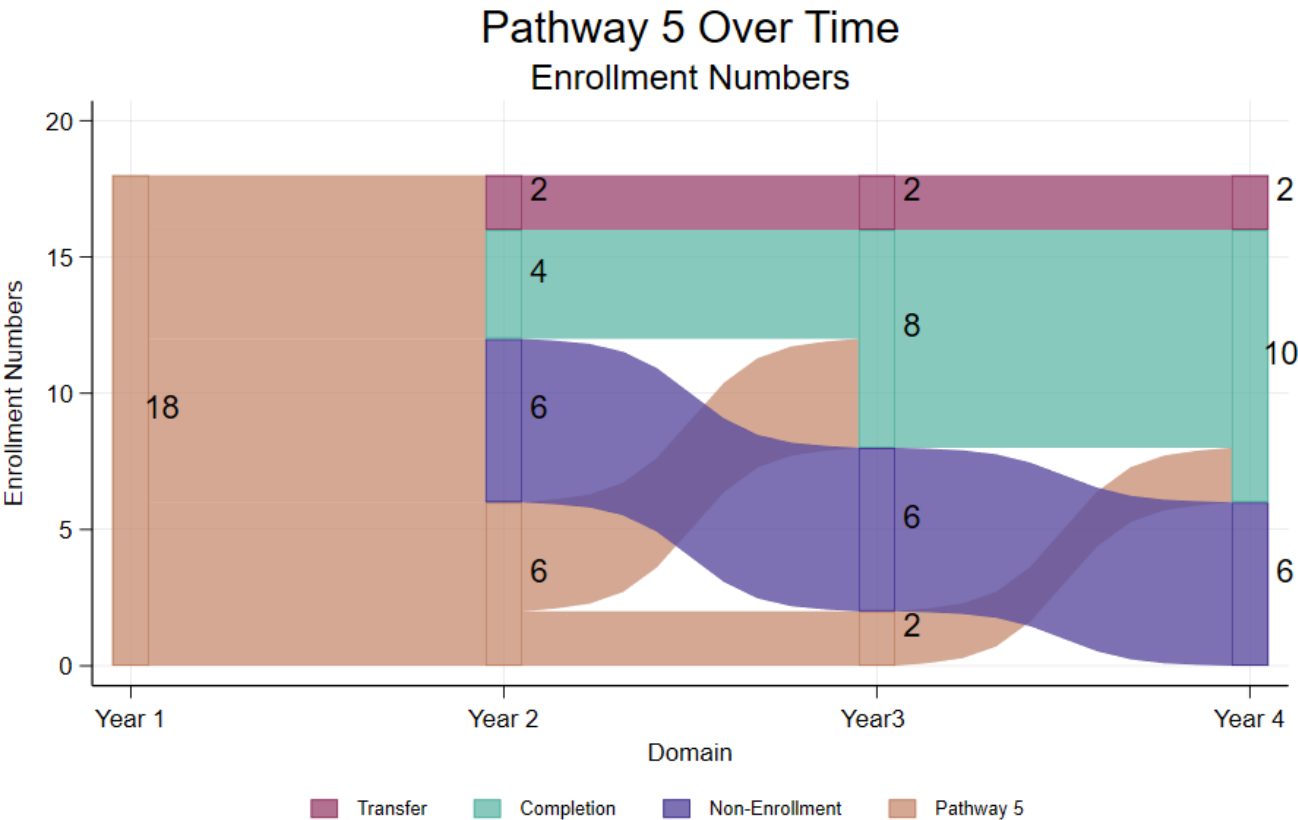 Pathway 5 Over Time
Enrollment Numbers
Enrollment Numbers
20
15
10
5
0
18
2
4
6
6
2
8
6
2
2
10
6
Year 1
Year 2
Year3
Year 4
Domain
Transfer
Completion
Non-Enrollment
Pathway 5